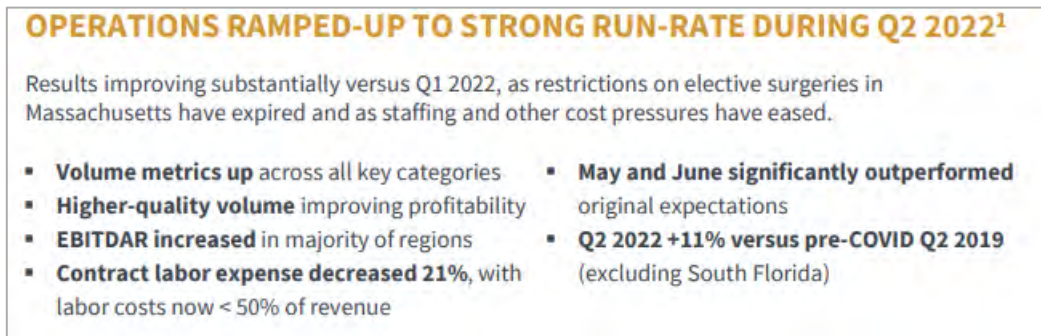 OPERATIONS RAMPED-UP TO STRONG RUN-RATE DURING Q2 2022¹
Results improving substantially versus Q1 2022, as restrictions on elective surgeries in
Massachusetts have expired and as staffing and other cost pressures have eased.
▪ Volume metrics up across all key categories
▪ Higher-quality volume improving profitability
▪ EBITDAR increased in majority of regions
▪ Contract labor expense decreased 21%, with
labor costs now < 50% of revenue
▪ May and June significantly outperformed
original expectations
▪ Q2 2022 +11% versus pre-COVID Q2 2019
(excluding South Florida)